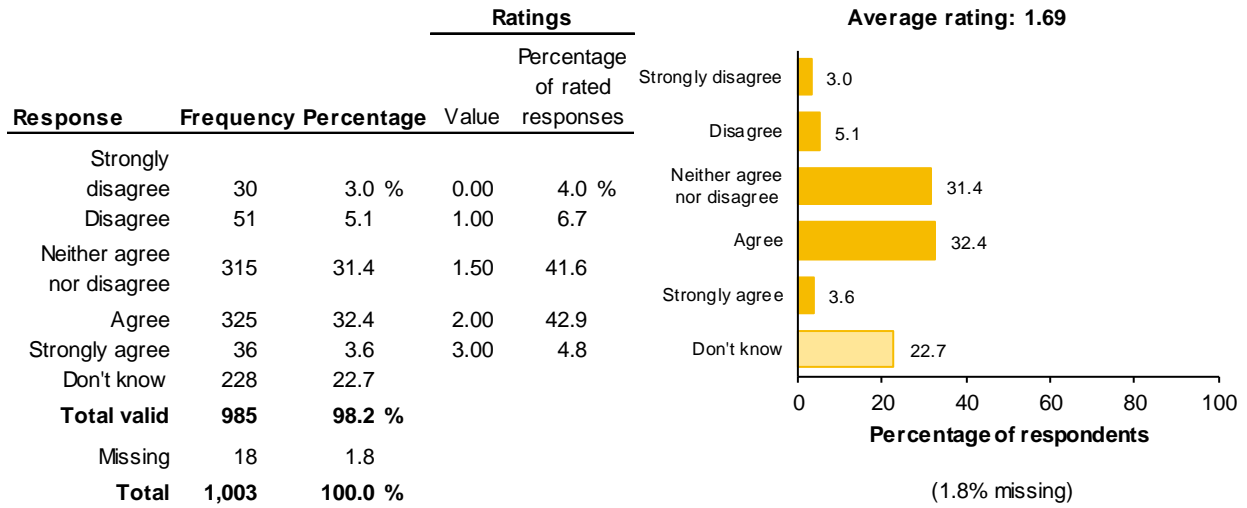 Ratings
Percentage
of rated
Response Frequency Percentage Value responses
Strongly
disagree 30 3.0 % 0.00 4.0 %
Disagree 51 5.1 1.00 6.7
Neither agree
nor disagree 315 31.4 1.50 41.6
Agree 325 32.4 2.00 42.9
Strongly agree 36 3.6 3.00 4.8
Don't know 228 22.7
Total valid 985 98.2 %
Missing 18 1.8
Total 1,003 100.0 %
Average rating: 1.69
Strongly disagree 3.0
Disagree 5.1
Neither agree
nor disagree 31.4
Agree 32.4
Strongly agree 3.6
Don't know 22.7
0 20 40 60 80 100
Percentage of respondents
(1.8% missing)